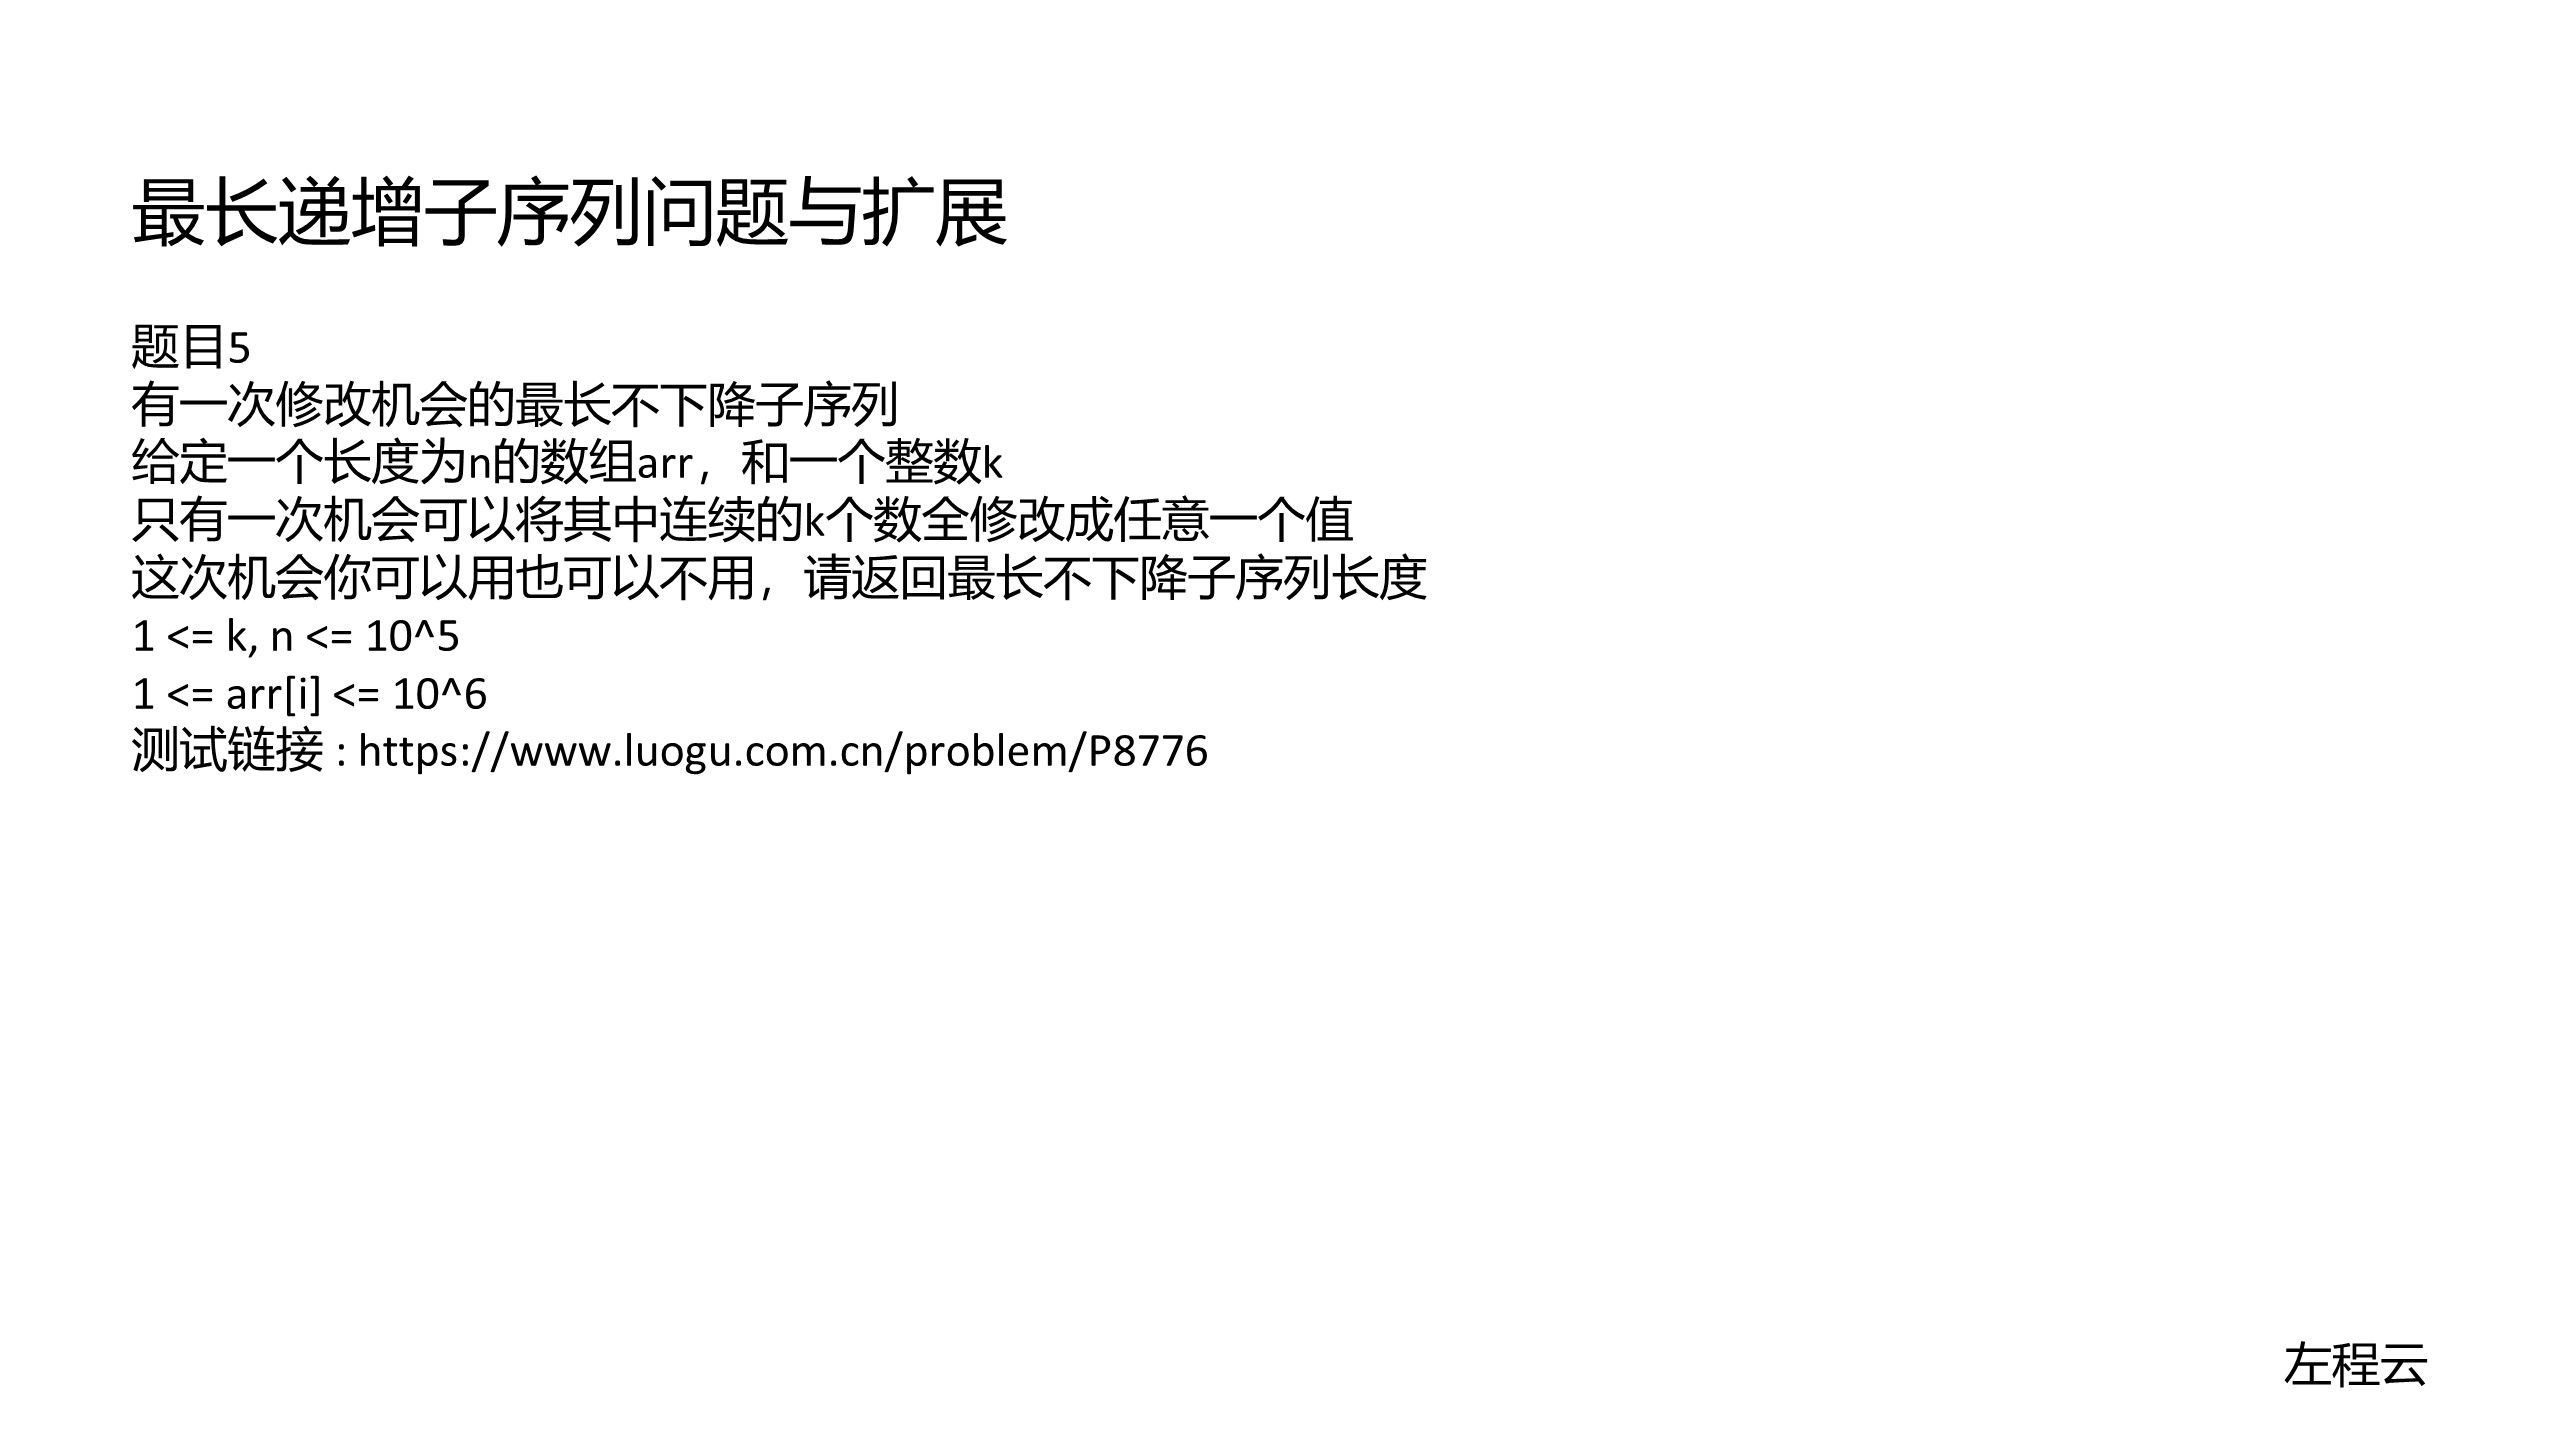 最长递增子序列问题与扩展
题目5
有一次修改机会的最长不下降子序列
给定一个长度为n的数组arr，和一个整数k
只有一次机会可以将其中连续的k个数全修改成任意一个值
这次机会你可以用也可以不用，请返回最长不下降子序列长度
1 <= k, n <= 10^5
1 <= arr[i] <= 10^6
测试链接 : https://www.luogu.com.cn/problem/P8776
左程云